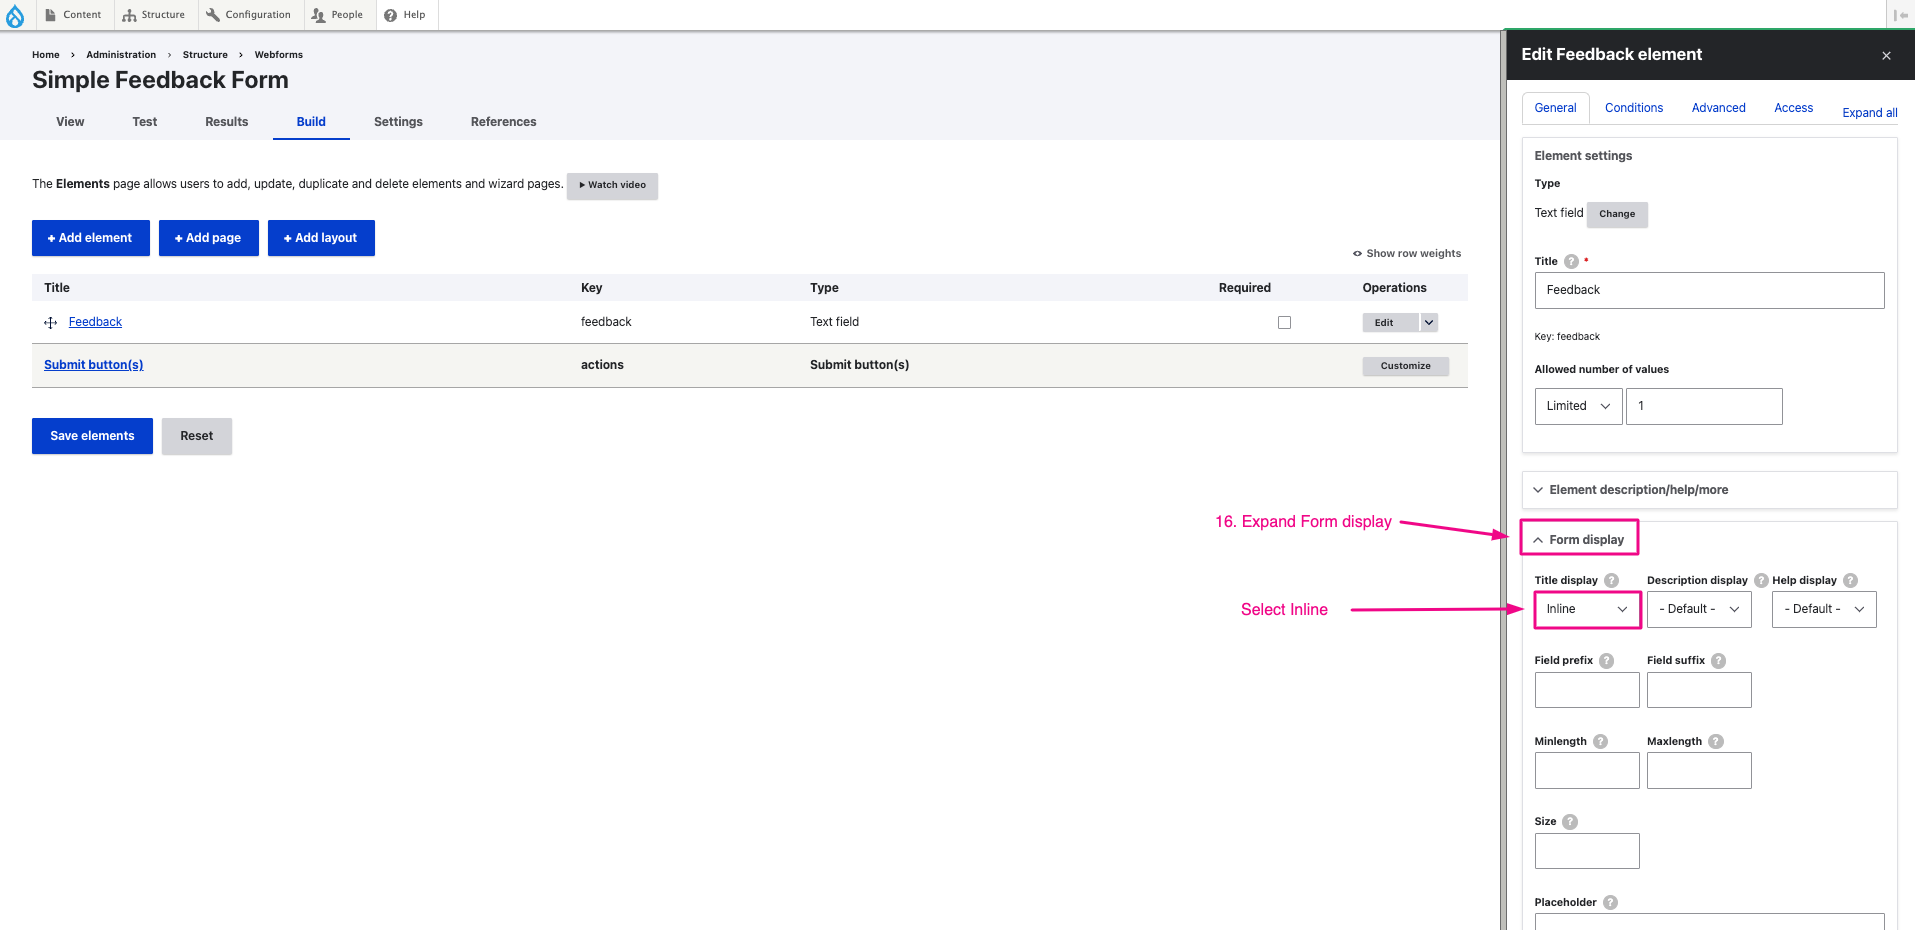 Content Structure Configuration People Help
Home › Administration › Structure › Webforms
Simple Feedback Form
View Test Results Build Settings References
The Elements page allows users to add, update, duplicate and delete elements and wizard pages. Watch video
+ Add element + Add page + Add layout
Show row weights
Title Key Type Required Operations
Feedback feedback Text field Edit
Submit button(s) actions Submit button(s) Customize
Save elements Reset
16. Expand Form display
Select Inline
Edit Feedback element ×
General Conditions Advanced Access Expand all
Element settings
Type
Text field Change
Title ? *
Feedback
Key: feedback
Allowed number of values
Limited 1
Element description/help/more
Form display
Title display ? Description display ? Help display ?
Inline - Default - - Default -
Field prefix ? Field suffix ?
Minlength ? Maxlength ?
Size ?
Placeholder ?